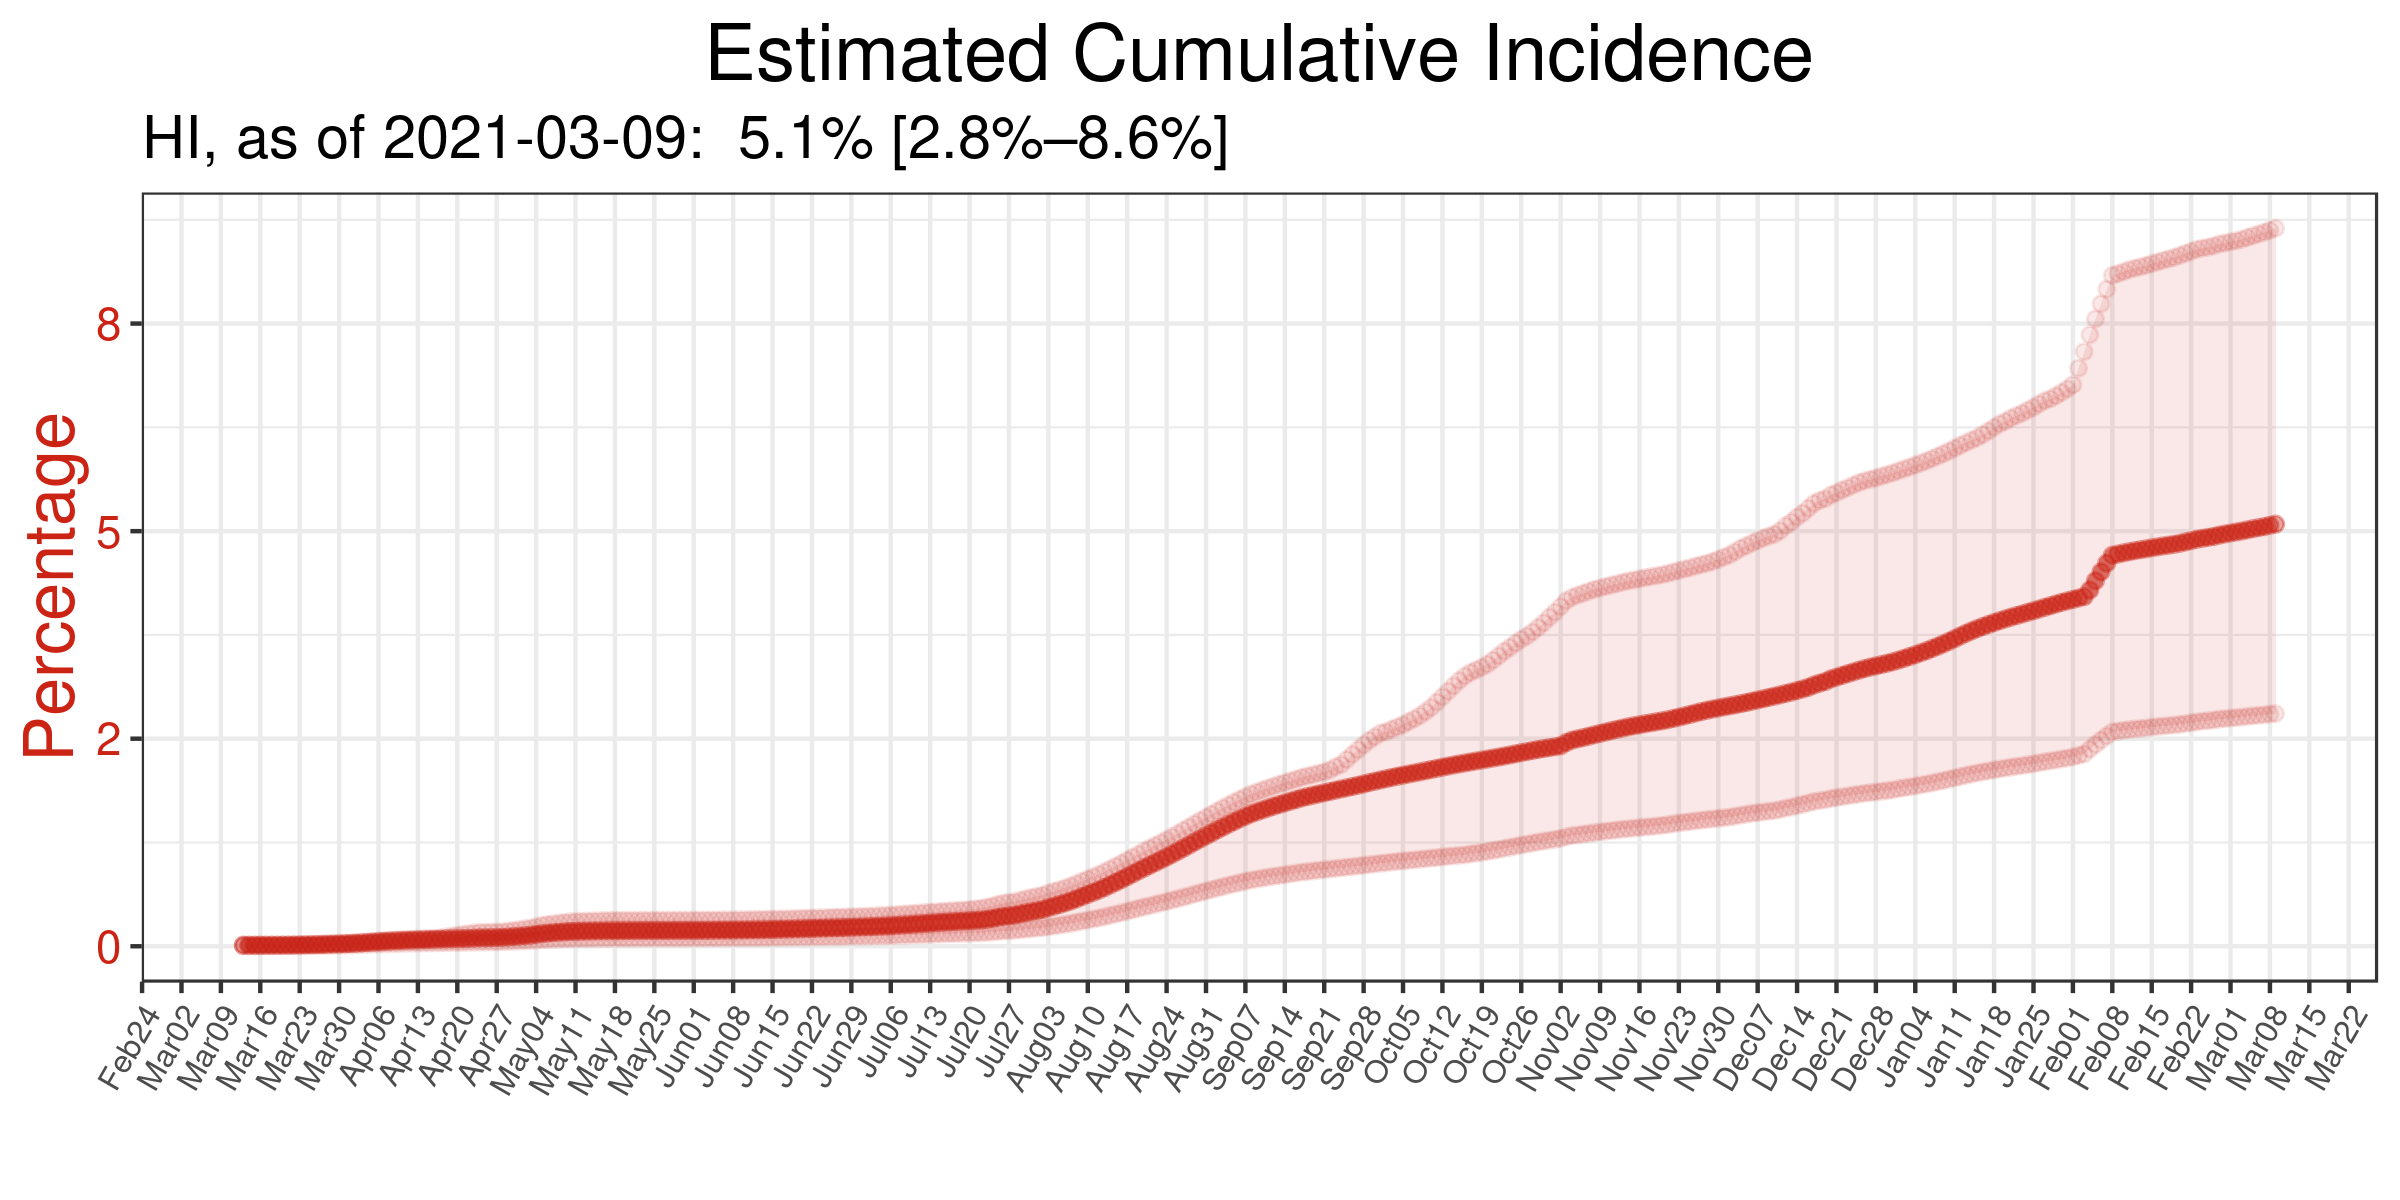 Estimated Cumulative Incidence
HI, as of 2021-03-09:  5.1% [2.8%–8.6%]
Percentage
8
5
2
0
Feb24
Mar02
Mar09
Mar16
Mar23
Mar30
Apr06
Apr13
Apr20
Apr27
May04
May11
May18
May25
Jun01
Jun08
Jun15
Jun22
Jun29
Jul06
Jul13
Jul20
Jul27
Aug03
Aug10
Aug17
Aug24
Aug31
Sep07
Sep14
Sep21
Sep28
Oct05
Oct12
Oct19
Oct26
Nov02
Nov09
Nov16
Nov23
Nov30
Dec07
Dec14
Dec21
Dec28
Jan04
Jan11
Jan18
Jan25
Feb01
Feb08
Feb15
Feb22
Mar01
Mar08
Mar15
Mar22